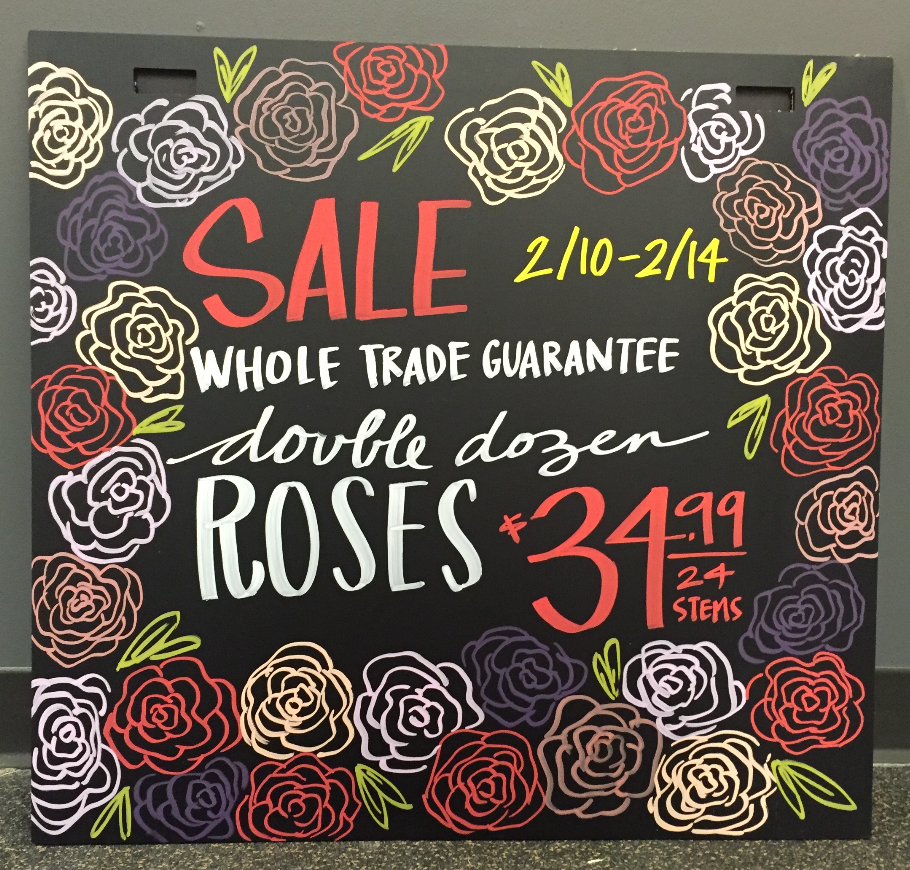 SALE 2/10-2/14
WHOLE TRADE GUARANTEE
double dozen
ROSES $34.99
24
STEMS